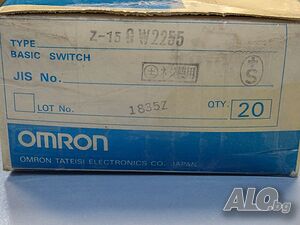 TYPE Z-15GW2255
BASIC SWITCH
JIS No.
S
LOT No. 1835Z QTY. 20
OMRON
OMRON TATEISI ELECTRONICS CO. JAPAN
ALO.bg